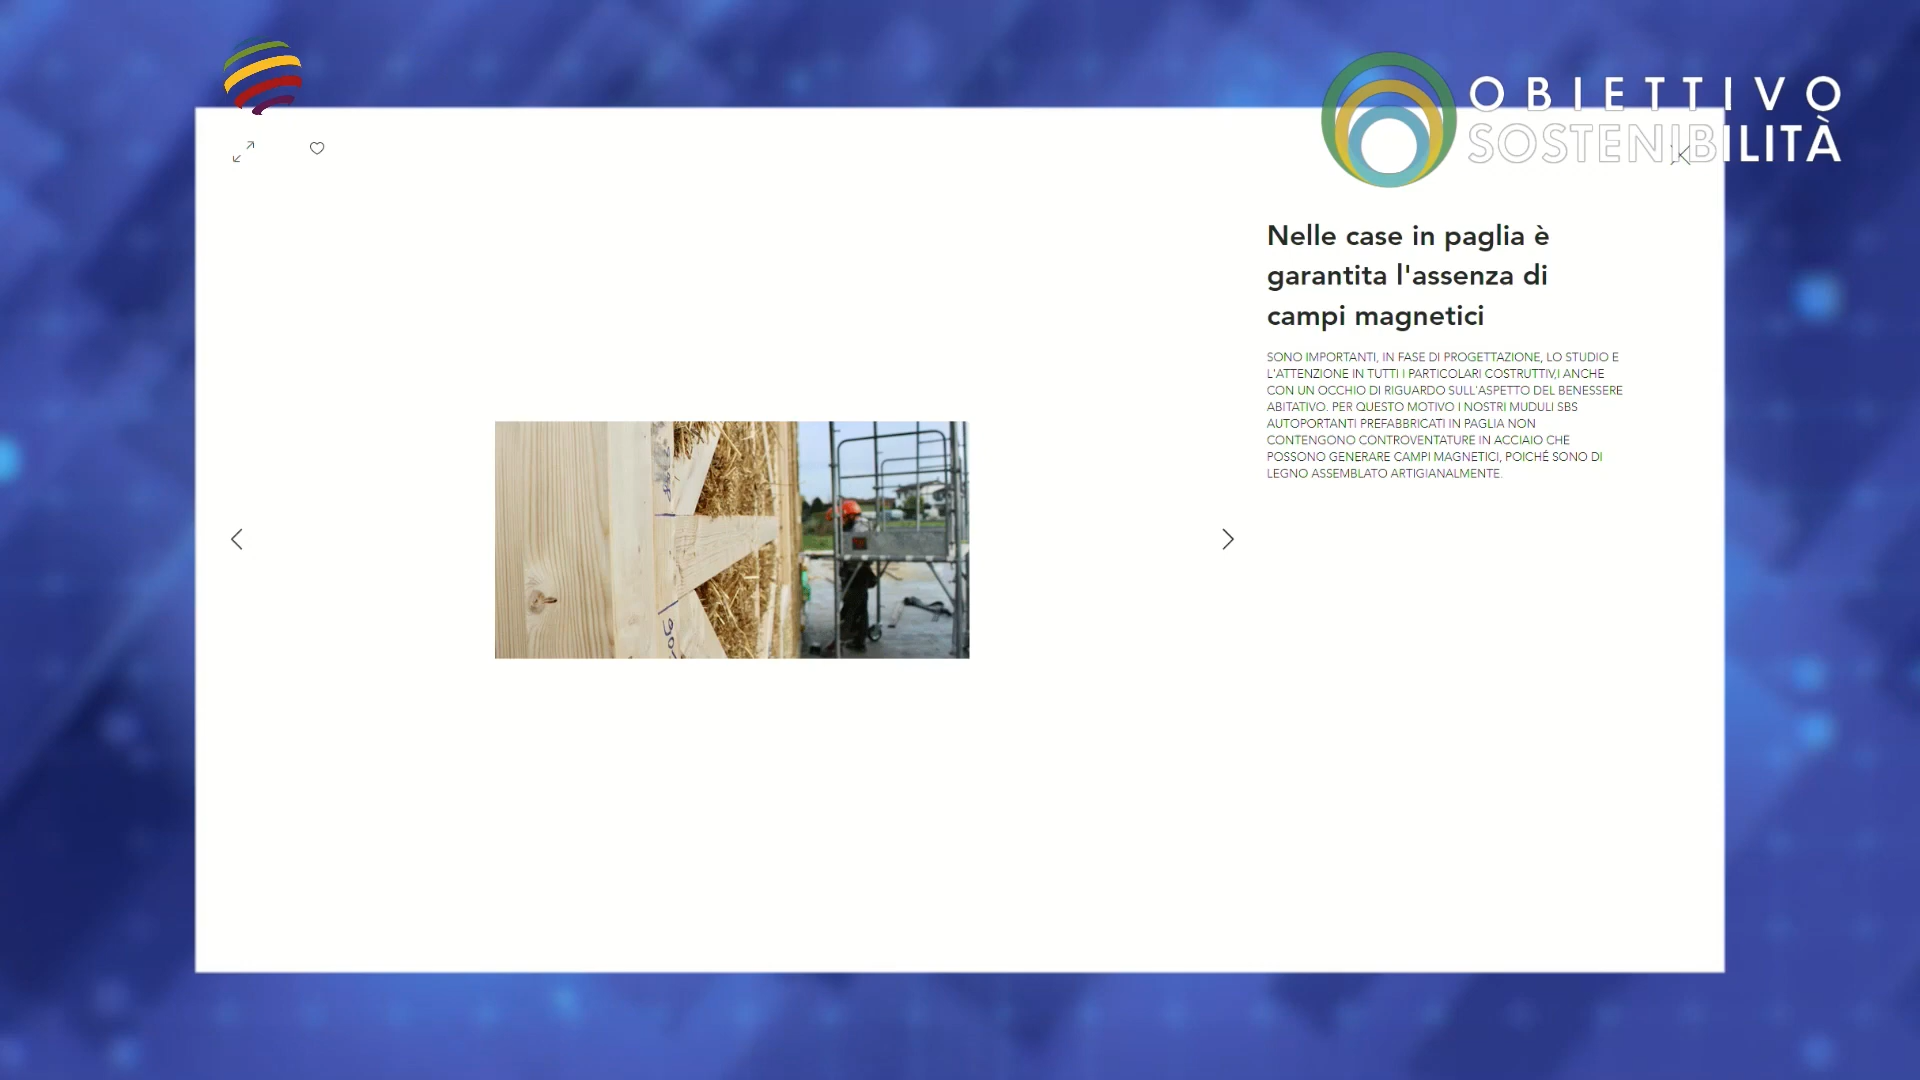 OBIETTIVO
SOSTENIBILITÀ
Nelle case in paglia è
garantita l'assenza di
campi magnetici
SONO IMPORTANTI, IN FASE DI PROGETTAZIONE, LO STUDIO E
L'ATTENZIONE IN TUTTI I PARTICOLARI COSTRUTTIV,I ANCHE
CON UN OCCHIO DI RIGUARDO SULL'ASPETTO DEL BENESSERE
ABITATIVO. PER QUESTO MOTIVO I NOSTRI MUDULI SBS
AUTOPORTANTI PREFABBRICATI IN PAGLIA NON
CONTENGONO CONTROVENTATURE IN ACCIAIO CHE
POSSONO GENERARE CAMPI MAGNETICI, POICHÉ SONO DI
LEGNO ASSEMBLATO ARTIGIANALMENTE.